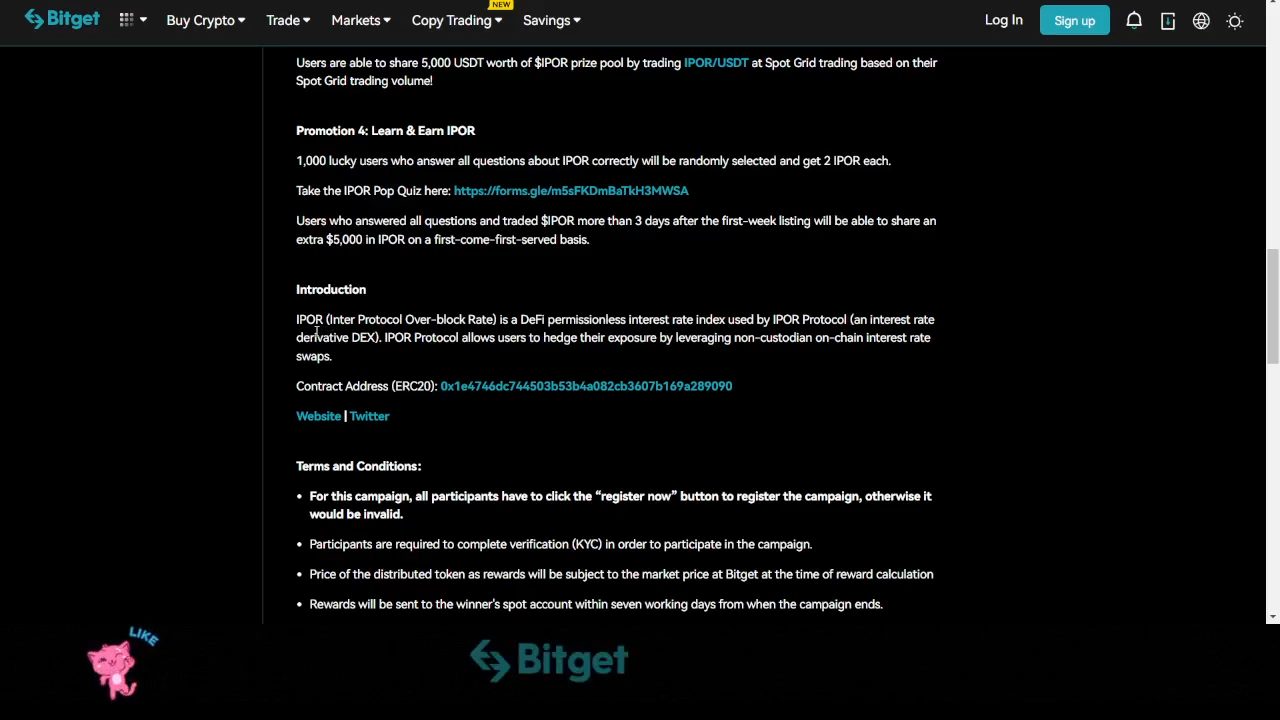 Bitget
Buy Crypto
Trade
Markets
NEW
Copy Trading
Savings
Log In
Sign up
Users are able to share 5,000 USDT worth of $IPOR prize pool by trading IPOR/USDT at Spot Grid trading based on their
Spot Grid trading volume!
Promotion 4: Learn & Earn IPOR
1,000 lucky users who answer all questions about IPOR correctly will be randomly selected and get 2 IPOR each.
Take the IPOR Pop Quiz here: https://forms.gle/m5sFKDmBaTkH3MWSA
Users who answered all questions and traded $IPOR more than 3 days after the first-week listing will be able to share an
extra $5,000 in IPOR on a first-come-first-served basis.
Introduction
IPOR (Inter Protocol Over-block Rate) is a DeFi permissionless interest rate index used by IPOR Protocol (an interest rate
derivative DEX). IPOR Protocol allows users to hedge their exposure by leveraging non-custodian on-chain interest rate
swaps.
Contract Address (ERC20): 0x1e4746dc744503b53b4a082cb3607b169a289090
Website | Twitter
Terms and Conditions:
• For this campaign, all participants have to click the “register now” button to register the campaign, otherwise it
would be invalid.
• Participants are required to complete verification (KYC) in order to participate in the campaign.
• Price of the distributed token as rewards will be subject to the market price at Bitget at the time of reward calculation
• Rewards will be sent to the winner's spot account within seven working days from when the campaign ends.
LIKE
Bitget